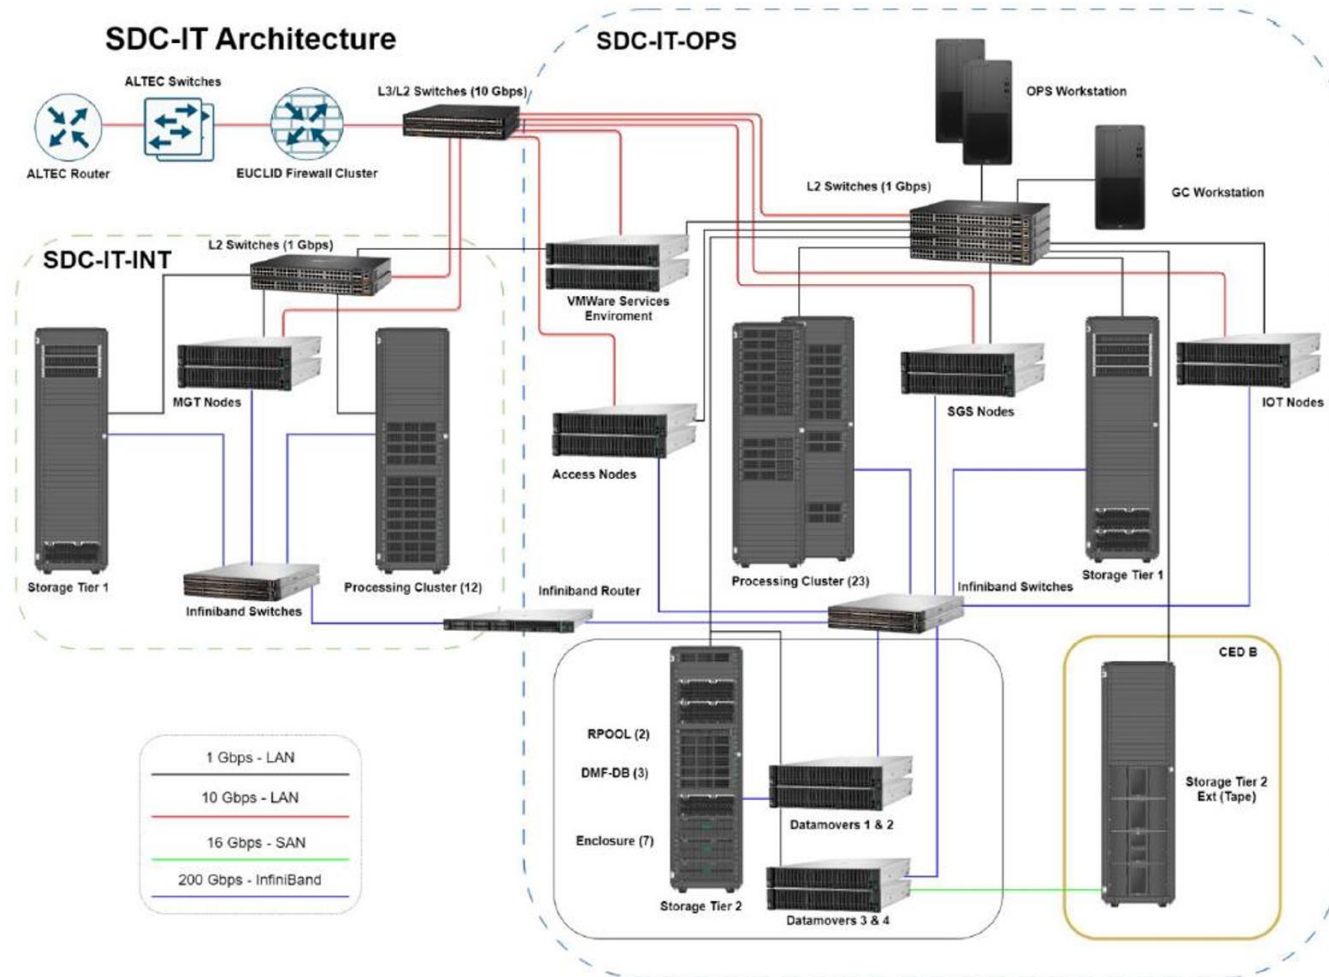 SDC-IT Architecture
SDC-IT-OPS
ALTEC Switches
L3/L2 Switches (10 Gbps)
OPS Workstation
ALTEC Router
EUCLID Firewall Cluster
L2 Switches (1 Gbps)
GC Workstation
L2 Switches (1 Gbps)
SDC-IT-INT
VMWare Services
Enviroment
MGT Nodes
SGS Nodes
IOT Nodes
Access Nodes
Storage Tier 1
Processing Cluster (12)
Infiniband Switches
Infiniband Router
Processing Cluster (23)
Infiniband Switches
Storage Tier 1
CED B
RPOOL (2)
DMF-DB (3)
Enclosure (7)
Datamovers 1 & 2
Storage Tier 2
Ext (Tape)
Storage Tier 2
Datamovers 3 & 4
1 Gbps - LAN
10 Gbps - LAN
16 Gbps - SAN
200 Gbps - InfiniBand